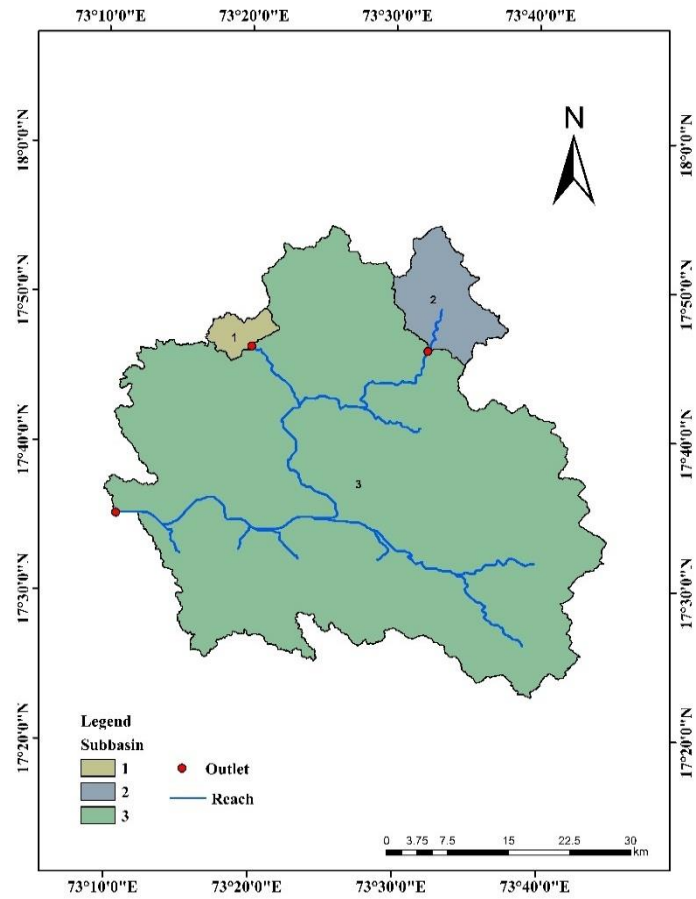 73°10'0"E 73°20'0"E 73°30'0"E 73°40'0"E
N
18°0'0"N 18°0'0"N
17°50'0"N 17°50'0"N
2
1
17°40'0"N 17°40'0"N
3
17°30'0"N 17°30'0"N
17°20'0"N 17°20'0"N
Legend
Subbasin
1 Outlet
2 Reach
3
0 3.75 7.5 15 22.5 30
km
73°10'0"E 73°20'0"E 73°30'0"E 73°40'0"E